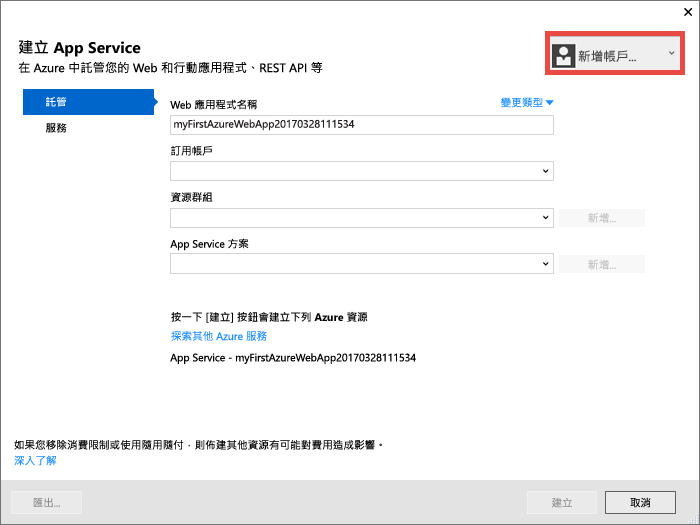 建立 App Service
在 Azure 中託管您的 Web 和行動應用程式、REST API 等
新增帳戶...
託管
服務
Web 應用程式名稱
變更類型
myFirstAzureWebApp20170328111534
訂用帳戶
資源群組
新增...
App Service 方案
新增...
按一下 [建立] 按鈕會建立下列 Azure 資源
探索其他 Azure 服務
App Service - myFirstAzureWebApp20170328111534
如果您移除消費限制或使用隨用隨付，則佈建其他資源有可能對費用造成影響。
深入了解
匯出...
建立
取消